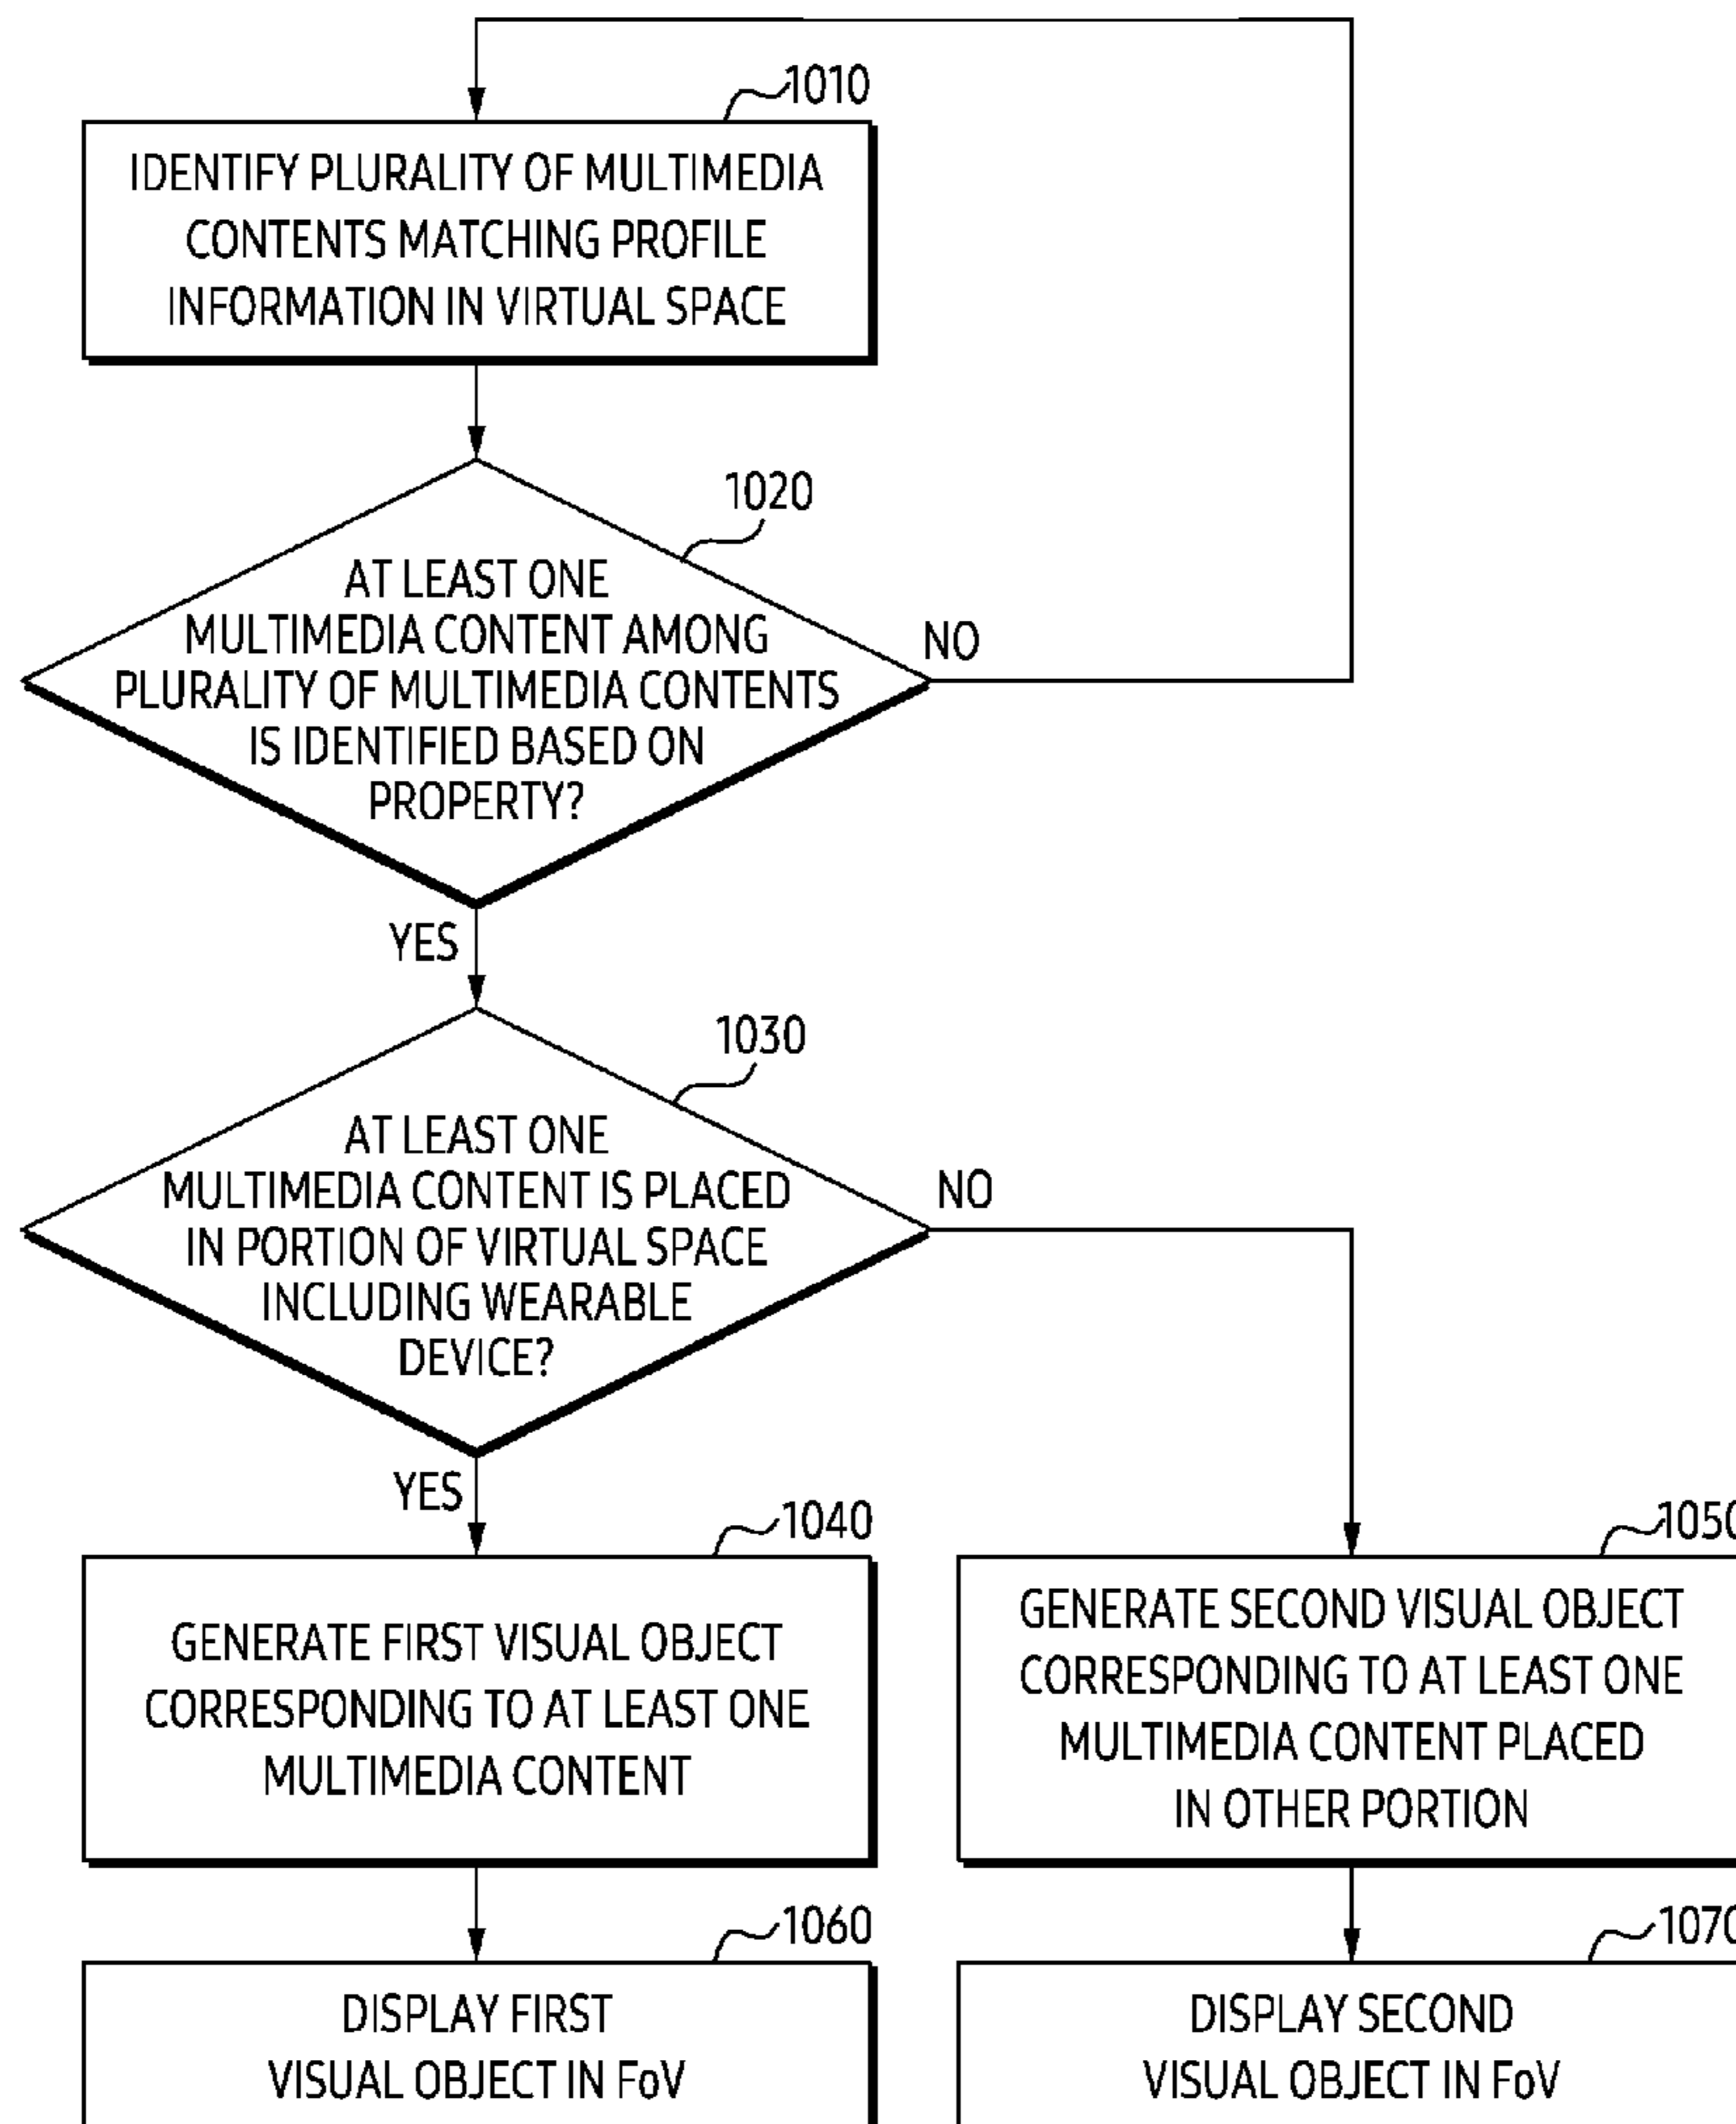 1010
IDENTIFY PLURALITY OF MULTIMEDIA
CONTENTS MATCHING PROFILE
INFORMATION IN VIRTUAL SPACE
1020
AT LEAST ONE
MULTIMEDIA CONTENT AMONG
PLURALITY OF MULTIMEDIA CONTENTS
IS IDENTIFIED BASED ON
PROPERTY?
NO
YES
1030
AT LEAST ONE
MULTIMEDIA CONTENT IS PLACED
IN PORTION OF VIRTUAL SPACE
INCLUDING WEARABLE
DEVICE?
NO
YES
1040
GENERATE FIRST VISUAL OBJECT
CORRESPONDING TO AT LEAST ONE
MULTIMEDIA CONTENT
1050
GENERATE SECOND VISUAL OBJECT
CORRESPONDING TO AT LEAST ONE
MULTIMEDIA CONTENT PLACED
IN OTHER PORTION
1060
DISPLAY FIRST
VISUAL OBJECT IN FoV
1070
DISPLAY SECOND
VISUAL OBJECT IN FoV